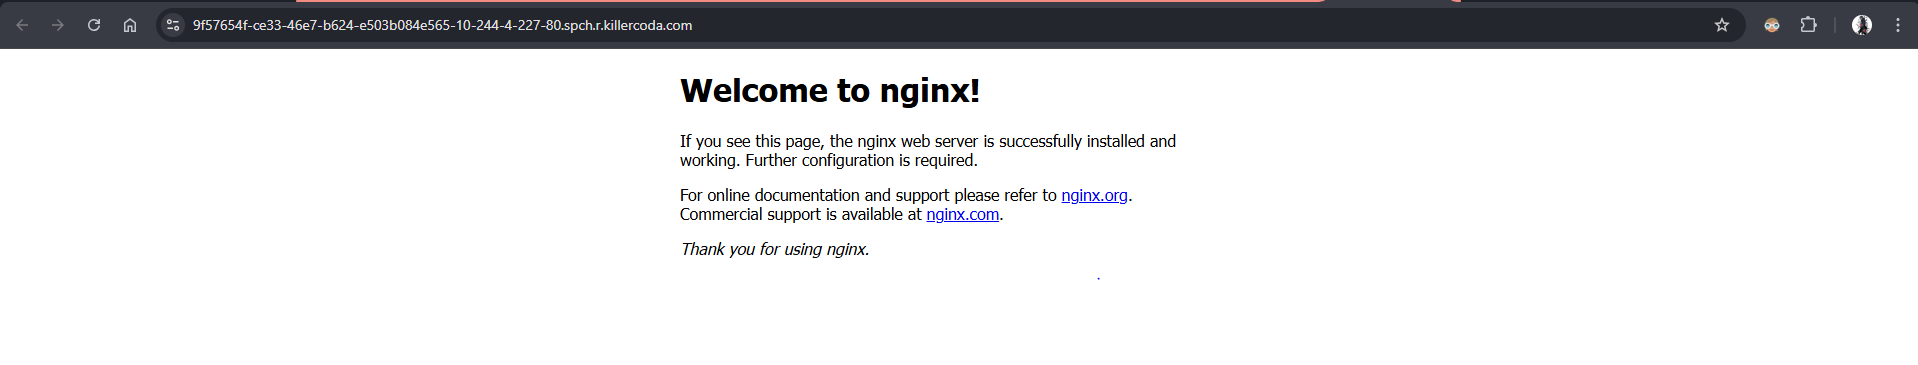 9f57654f-ce33-46e7-b624-e503b084e565-10-244-4-227-80.spch.r.killercoda.com
Welcome to nginx!
If you see this page, the nginx web server is successfully installed and
working. Further configuration is required.
For online documentation and support please refer to nginx.org.
Commercial support is available at nginx.com.
Thank you for using nginx.